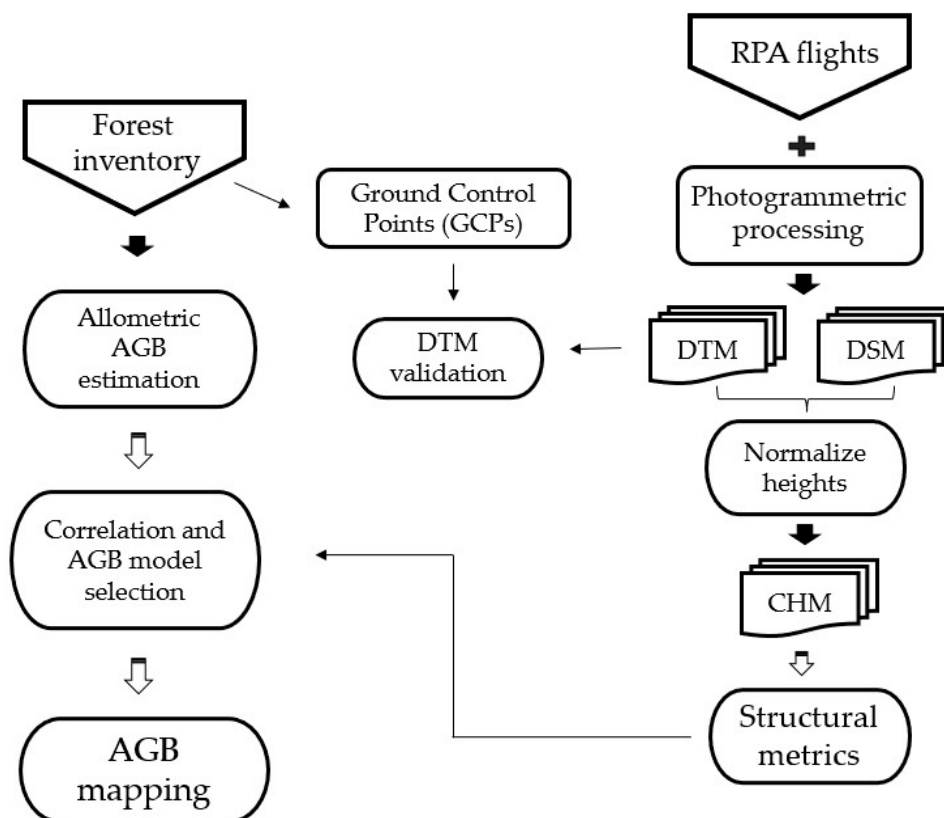 RPA flights
Forest
inventory
Ground Control
Points (GCPs)
Photogrammetric
processing
Allometric
AGB
estimation
DTM
validation
DTM
DSM
Normalize
heights
Correlation and
AGB model
selection
CHM
Structural
metrics
AGB
mapping